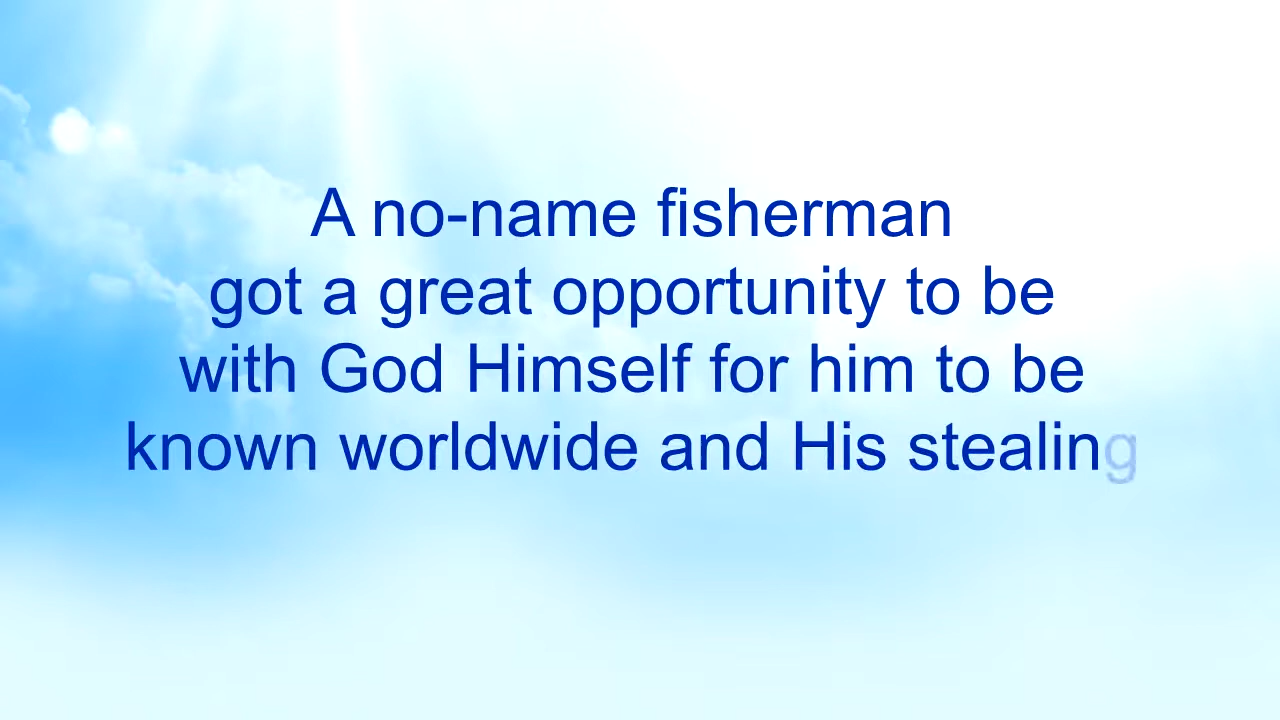 A no-name fisherman
got a great opportunity to be
with God Himself for him to be
known worldwide and His stealing